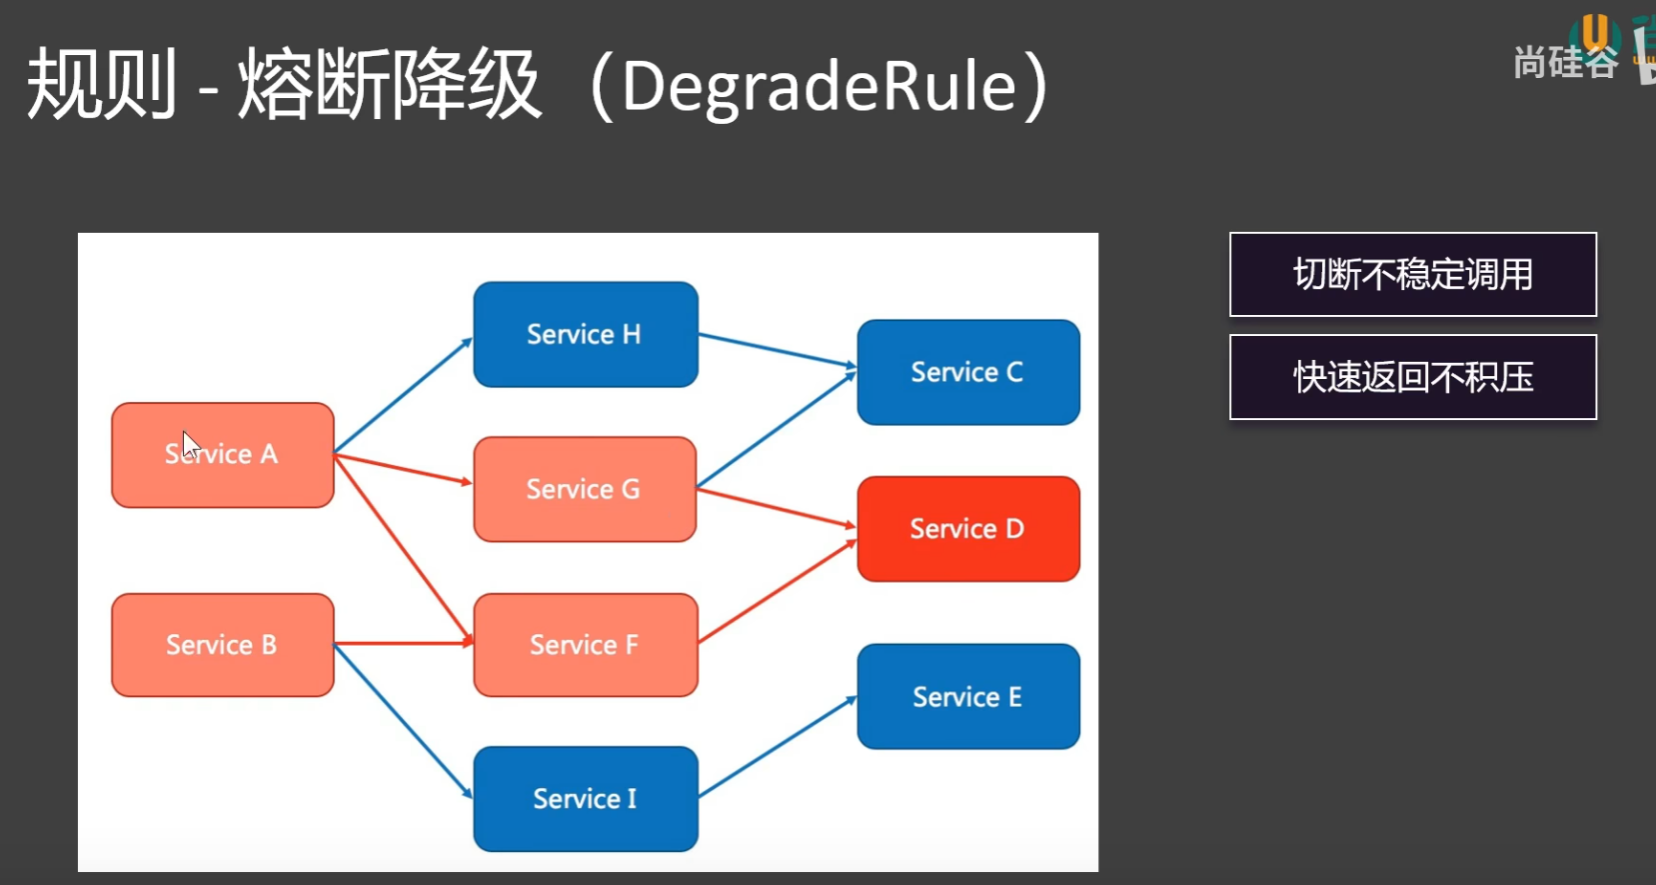 规则 - 熔断降级（DegradeRule）
尚硅谷
切断不稳定调用
快速返回不积压
Service H
Service C
Service A
Service G
Service D
Service B
Service F
Service E
Service I